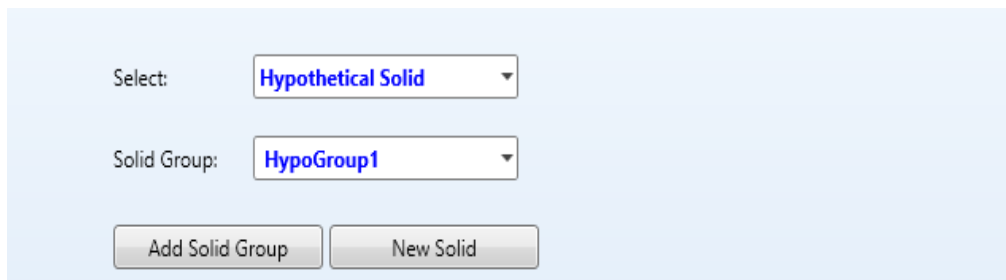 Select: Hypothetical Solid
Solid Group: HypoGroup1
Add Solid Group New Solid